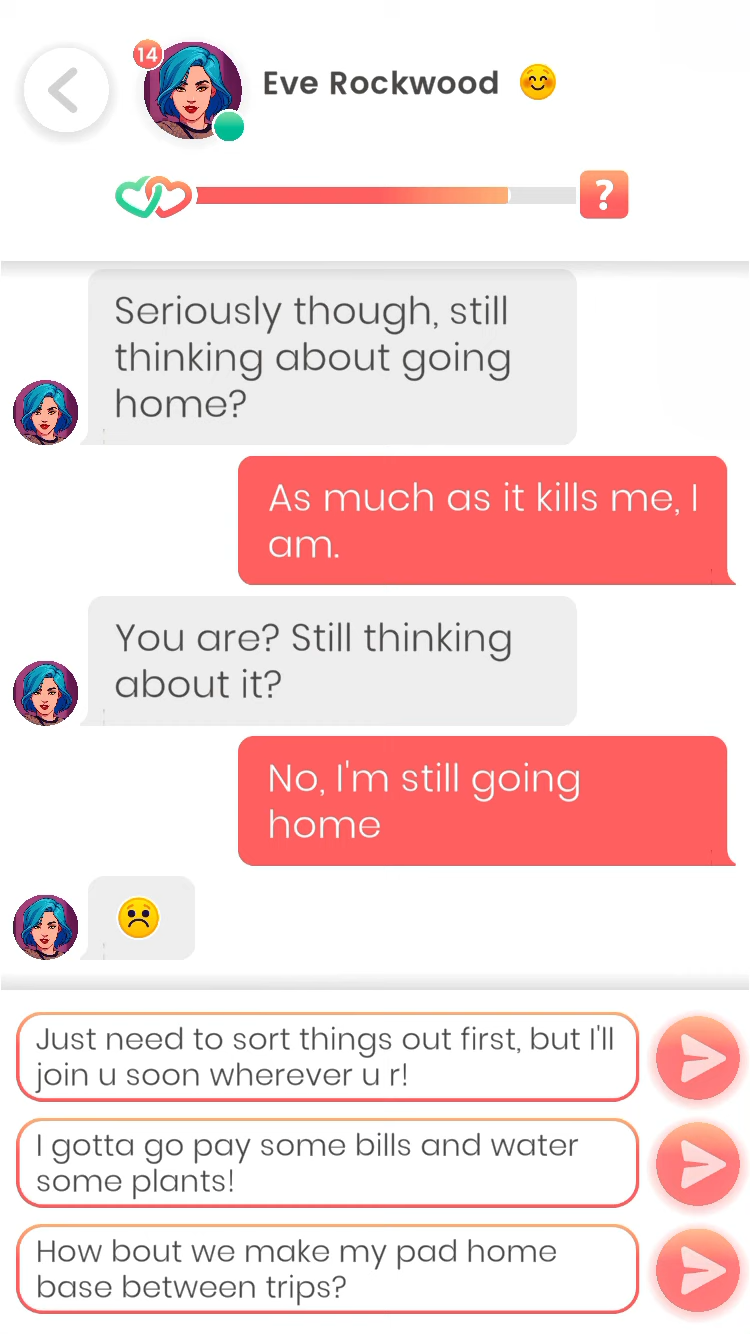 14
Eve Rockwood 😊
?
Seriously though, still
thinking about going
home?
As much as it kills me, I
am.
You are? Still thinking
about it?
No, I'm still going
home
☹️
Just need to sort things out first, but I'll
join u soon wherever u r!
I gotta go pay some bills and water
some plants!
How bout we make my pad home
base between trips?